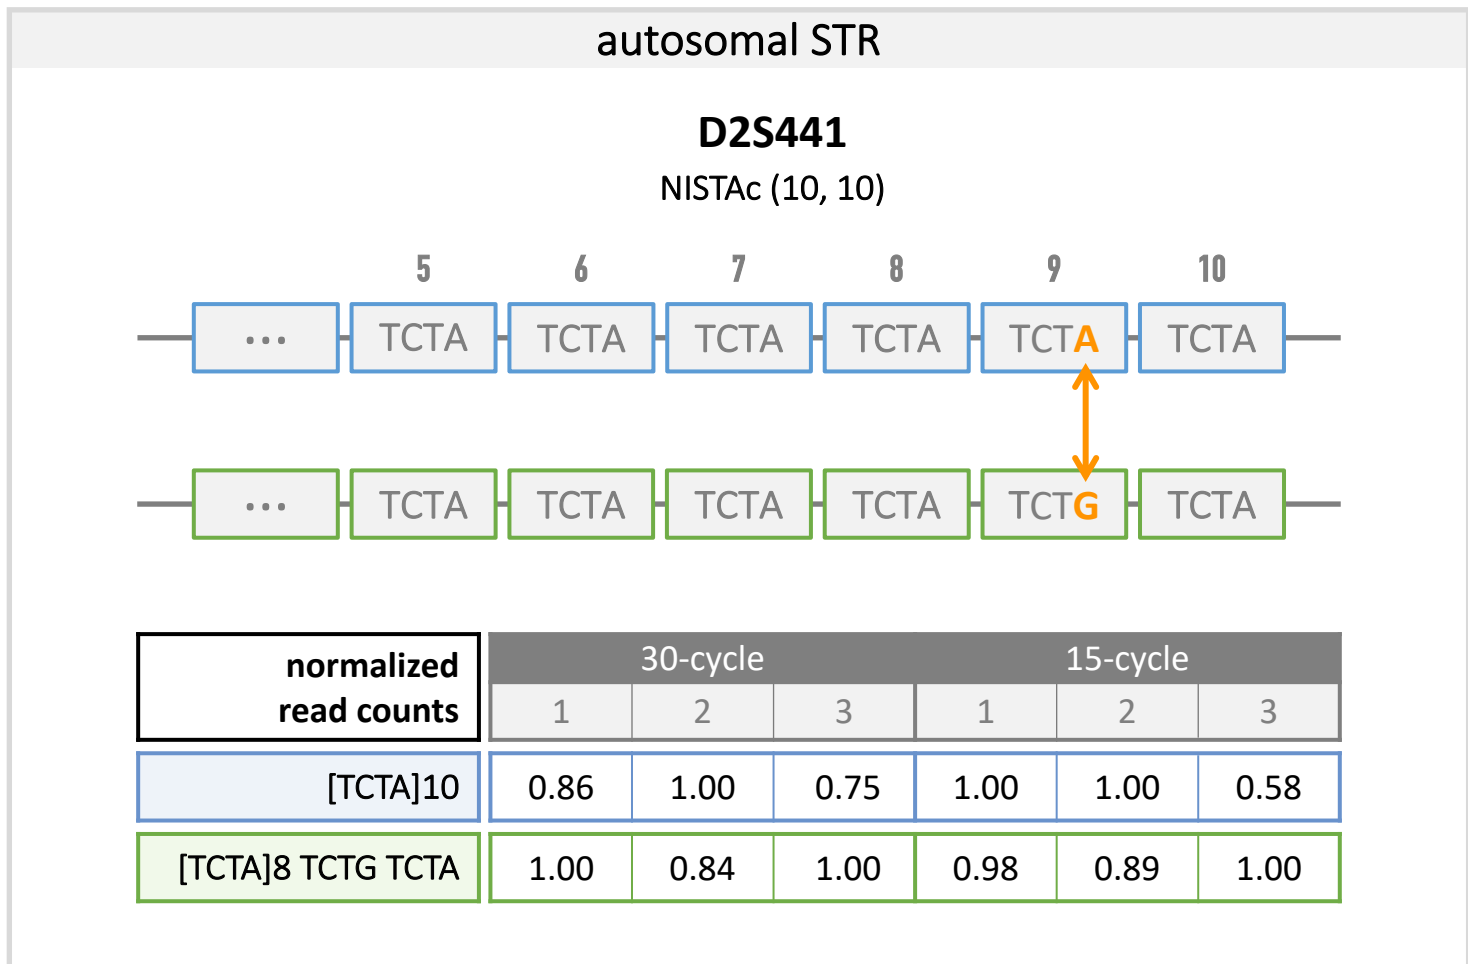 autosomal STR
D2S441
NISTAc (10, 10)
5 6 7 8 9 10
... TCTA TCTA TCTA TCTA TCTA TCTA
... TCTA TCTA TCTA TCTA TCTG TCTA
normalized read counts
30-cycle 15-cycle
1 2 3 1 2 3
[TCTA]10 0.86 1.00 0.75 1.00 1.00 0.58
[TCTA]8 TCTG TCTA 1.00 0.84 1.00 0.98 0.89 1.00